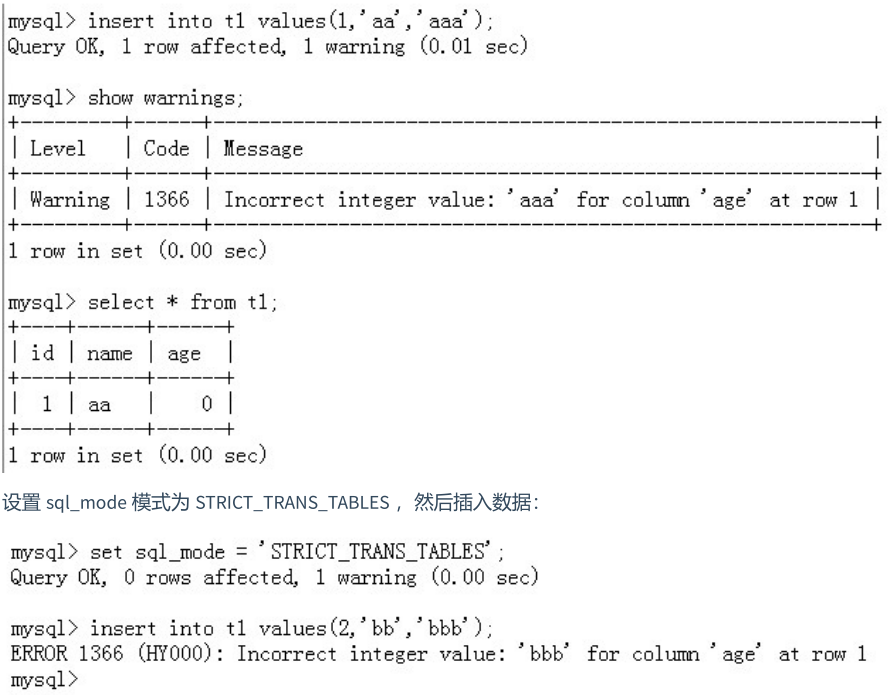 mysql> insert into t1 values(1,'aa','aaa');
Query OK, 1 row affected, 1 warning (0.01 sec)
mysql> show warnings;
+---------+------+-------------------------------------------------------------+
| Level   | Code | Message                                                     |
+---------+------+-------------------------------------------------------------+
| Warning | 1366 | Incorrect integer value: 'aaa' for column 'age' at row 1 |
+---------+------+-------------------------------------------------------------+
1 row in set (0.00 sec)
mysql> select * from t1;
+----+------+------+
| id | name | age  |
+----+------+------+
|  1 | aa   |    0 |
+----+------+------+
1 row in set (0.00 sec)
设置 sql_mode 模式为 STRICT_TRANS_TABLES ，然后插入数据：
mysql> set sql_mode = 'STRICT_TRANS_TABLES';
Query OK, 0 rows affected, 1 warning (0.00 sec)
mysql> insert into t1 values(2,'bb','bbb');
ERROR 1366 (HY000): Incorrect integer value: 'bbb' for column 'age' at row 1
mysql>